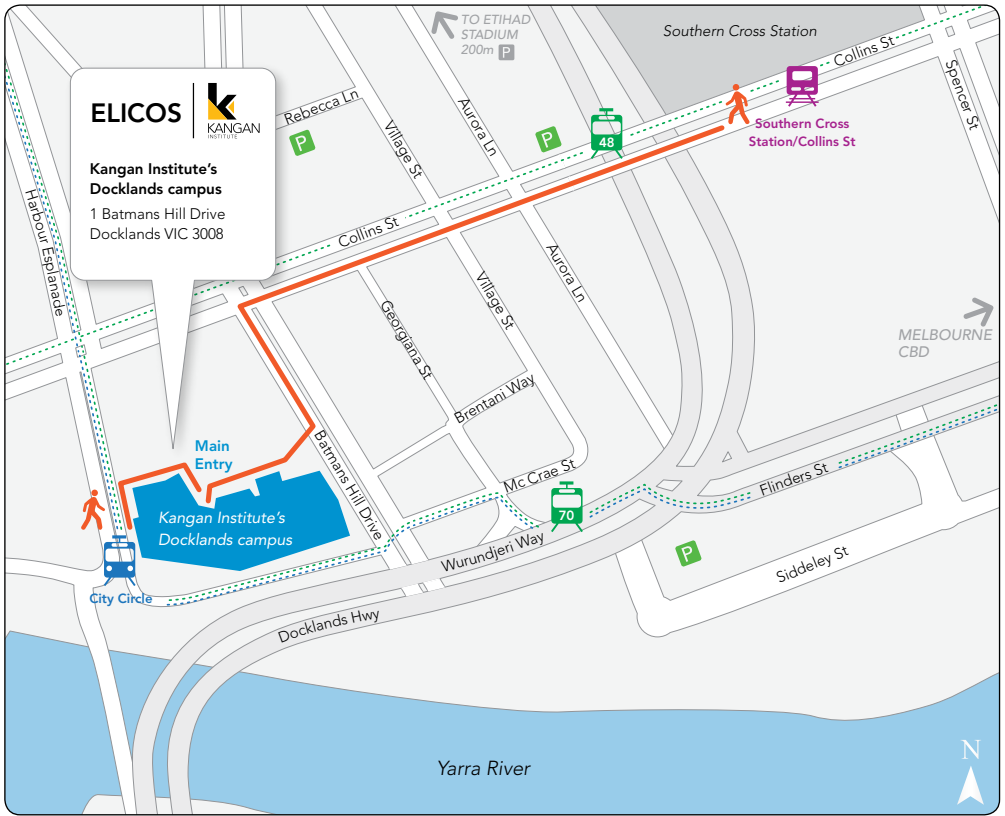 TO ETIHAD
STADIUM
200m P
Southern Cross Station
Collins St
Spencer St
ELICOS
k
KANGAN
INSTITUTE
Kangan Institute's
Docklands campus
1 Batmans Hill Drive
Docklands VIC 3008
Rebecca Ln
P
Village St
Aurora Ln
P
48
Southern Cross
Station/Collins St
Harbour Esplanade
Collins St
Georgiana St
Village St
Aurora Ln
MELBOURNE
CBD
Brentani Way
Main
Entry
Batmans Hill Drive
Mc Crae St
Flinders St
70
Kangan Institute's
Docklands campus
Wurundjeri Way
P
Siddeley St
City Circle
Docklands Hwy
Yarra River
N